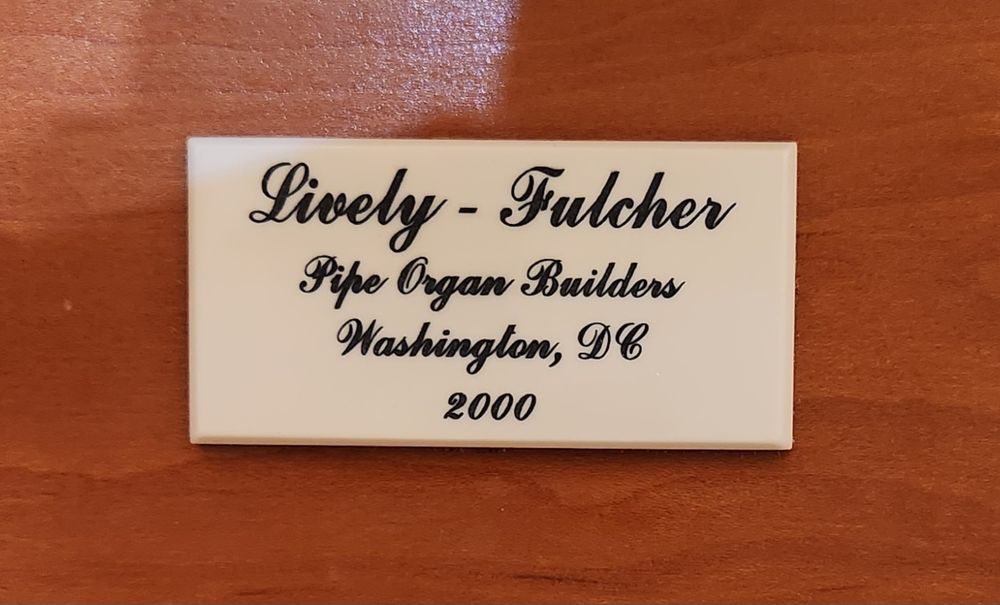 Lively - Fulcher
Pipe Organ Builders
Washington, DC
2000